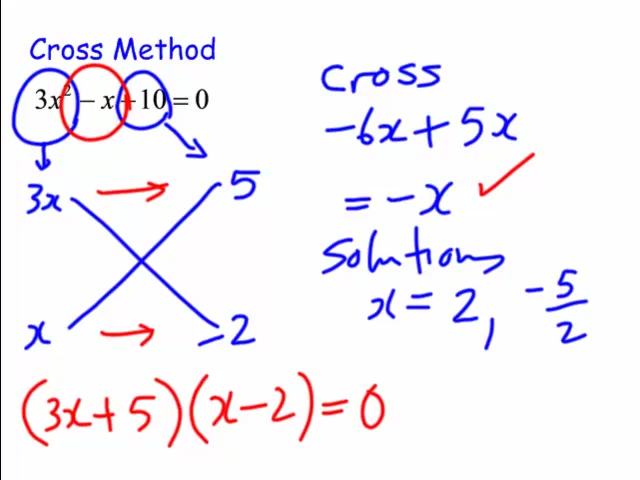 Cross Method
3x² − x + 10 = 0
3x 5
x −2
(3x + 5)(x − 2) = 0
Cross
−6x + 5x
= −x ✓
Solutions
x = 2, −5/2